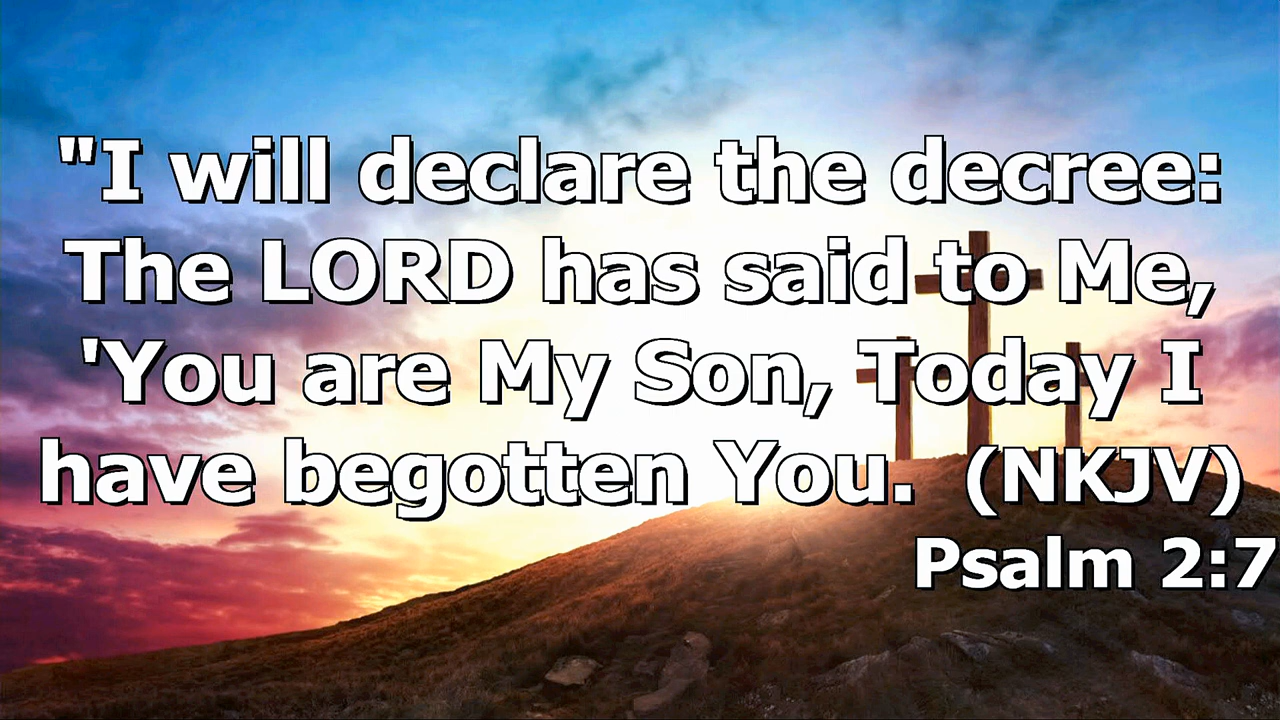 "I will declare the decree:
The LORD has said to Me,
'You are My Son, Today I
have begotten You.  (NKJV)
Psalm 2:7